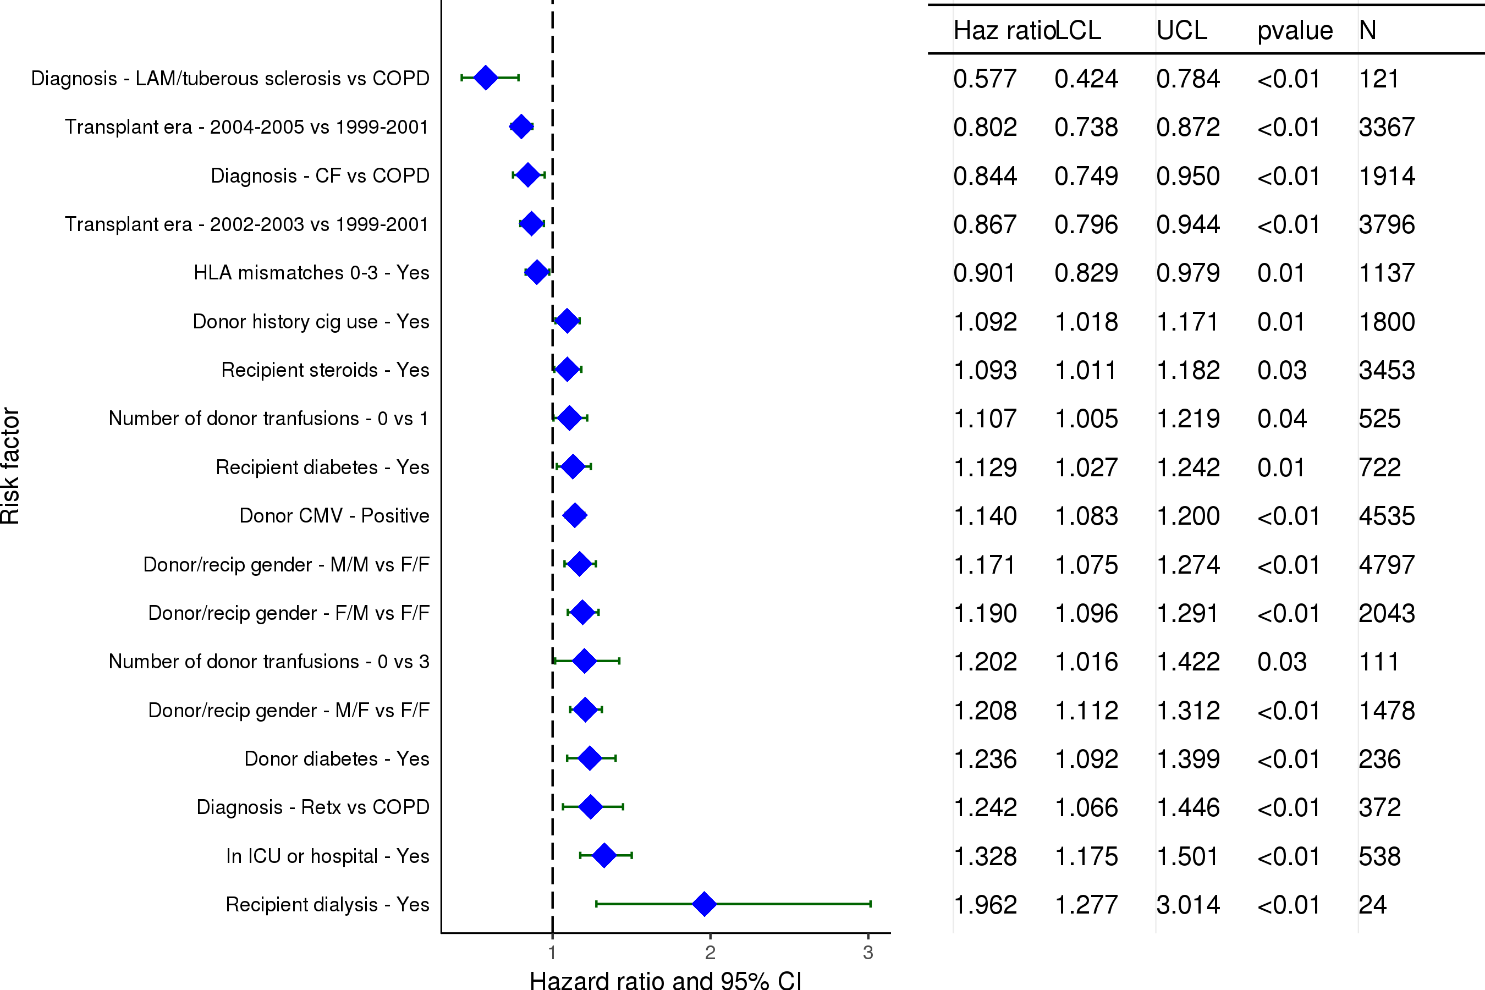 Haz ratioLCL UCL pvalue N
Diagnosis - LAM/tuberous sclerosis vs COPD 0.577 0.424 0.784 <0.01 121
Transplant era - 2004-2005 vs 1999-2001 0.802 0.738 0.872 <0.01 3367
Diagnosis - CF vs COPD 0.844 0.749 0.950 <0.01 1914
Transplant era - 2002-2003 vs 1999-2001 0.867 0.796 0.944 <0.01 3796
HLA mismatches 0-3 - Yes 0.901 0.829 0.979 0.01 1137
Donor history cig use - Yes 1.092 1.018 1.171 0.01 1800
Recipient steroids - Yes 1.093 1.011 1.182 0.03 3453
Number of donor tranfusions - 0 vs 1 1.107 1.005 1.219 0.04 525
Recipient diabetes - Yes 1.129 1.027 1.242 0.01 722
Donor CMV - Positive 1.140 1.083 1.200 <0.01 4535
Donor/recip gender - M/M vs F/F 1.171 1.075 1.274 <0.01 4797
Donor/recip gender - F/M vs F/F 1.190 1.096 1.291 <0.01 2043
Number of donor tranfusions - 0 vs 3 1.202 1.016 1.422 0.03 111
Donor/recip gender - M/F vs F/F 1.208 1.112 1.312 <0.01 1478
Donor diabetes - Yes 1.236 1.092 1.399 <0.01 236
Diagnosis - Retx vs COPD 1.242 1.066 1.446 <0.01 372
In ICU or hospital - Yes 1.328 1.175 1.501 <0.01 538
Recipient dialysis - Yes 1.962 1.277 3.014 <0.01 24
Risk factor
1 2 3
Hazard ratio and 95% CI